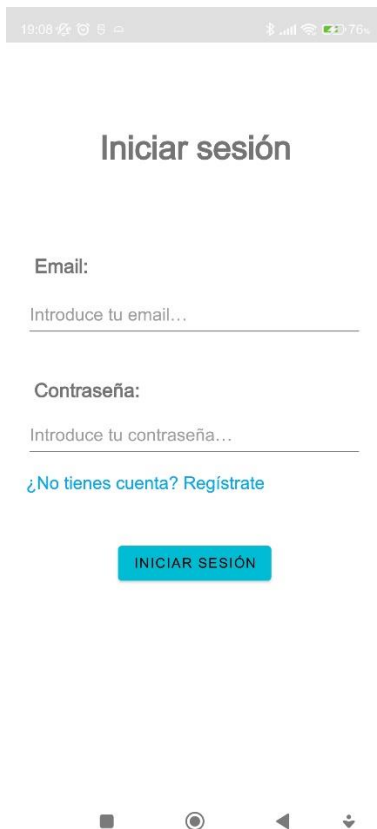 19:08
76%
Iniciar sesión
Email:
Introduce tu email…
Contraseña:
Introduce tu contraseña…
¿No tienes cuenta? Regístrate
INICIAR SESIÓN